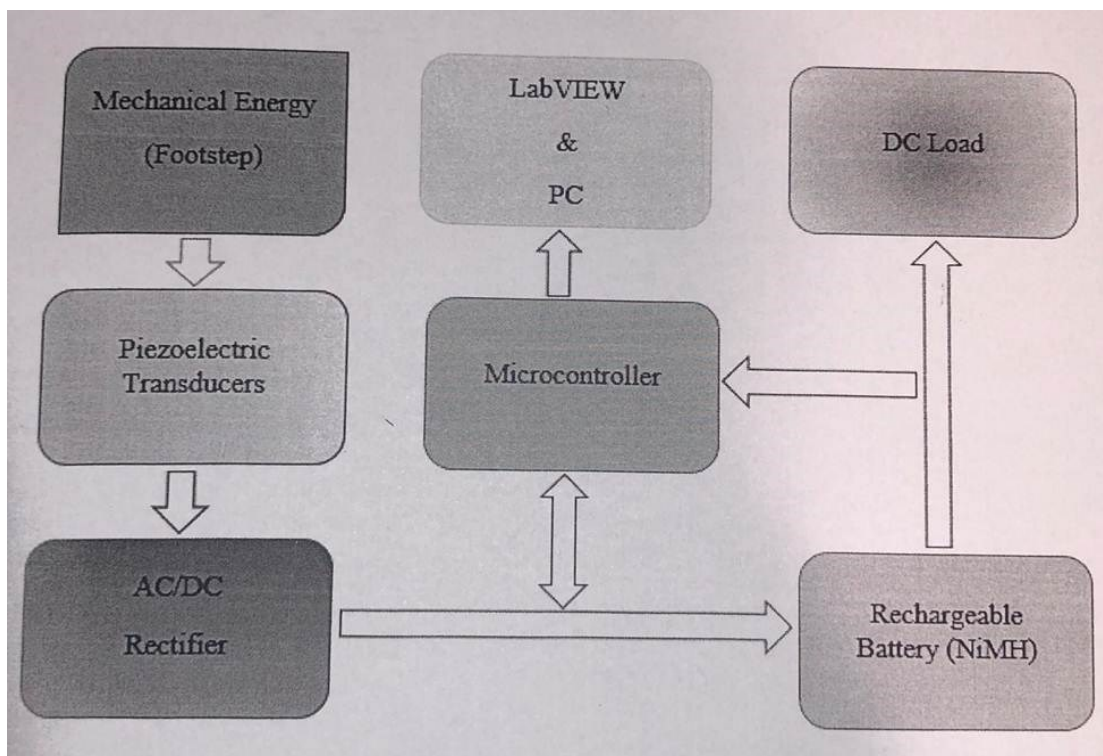 Mechanical Energy
(Footstep)
LabVIEW
&
PC
DC Load
Piezoelectric
Transducers
Microcontroller
AC/DC
Rectifier
Rechargeable
Battery (NiMH)